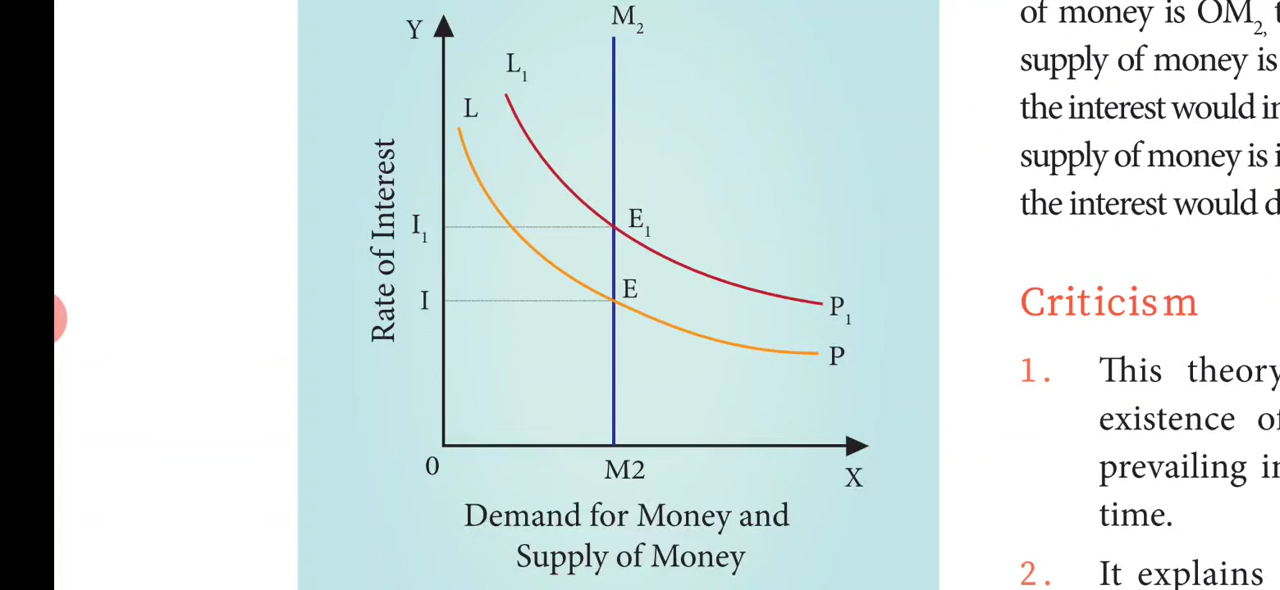 Y
M₂
L₁
L
Rate of Interest
I₁
E₁
I
E
P₁
P
0
M2
X
Demand for Money and
Supply of Money
of money is OM₂,
supply of money is
the interest would
supply of money is
the interest would
Criticism
1. This theory
existence
prevailing
time.
2. It explains